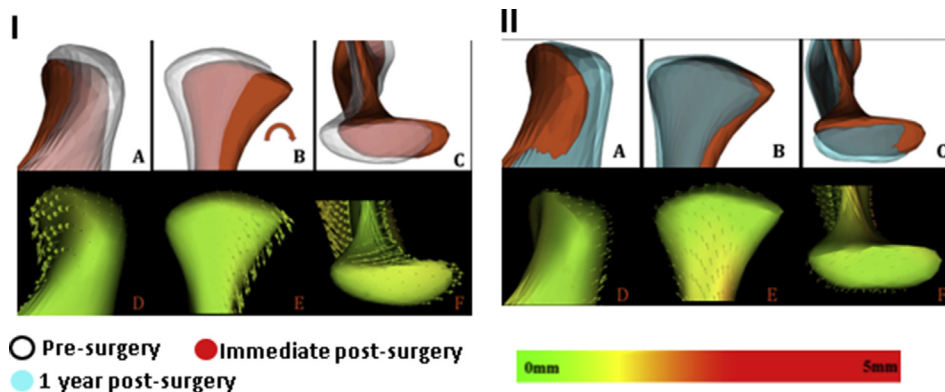 I
II
A B C
A B C
D E F
D E F
Pre-surgery Immediate post-surgery
1 year post-surgery
0mm 5mm